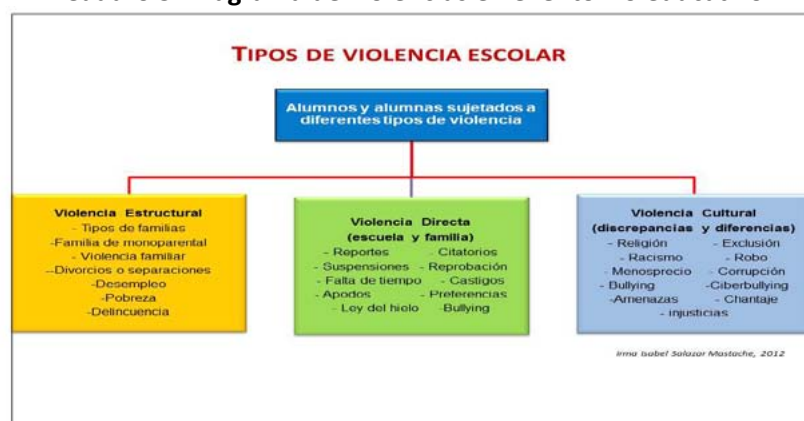 TIPOS DE VIOLENCIA ESCOLAR
Alumnos y alumnas sujetados a
diferentes tipos de violencia
Violencia Estructural
- Tipos de familias
-Familia de monoparental
- Violencia familiar
--Divorcios o separaciones
-Desempleo
-Pobreza
-Delincuencia
Violencia Directa
(escuela y familia)
- Reportes - Citatorios
- Suspensiones - Reprobación
- Falta de tiempo - Castigos
- Apodos - Preferencias
- Ley del hielo -Bullying
Violencia Cultural
(discrepancias y diferencias)
- Religión - Exclusión
- Racismo - Robo
- Menosprecio - Corrupción
- Bullying -Ciberbullying
-Amenazas - Chantaje
- injusticias
Irma Isabel Salazar Mastache, 2012